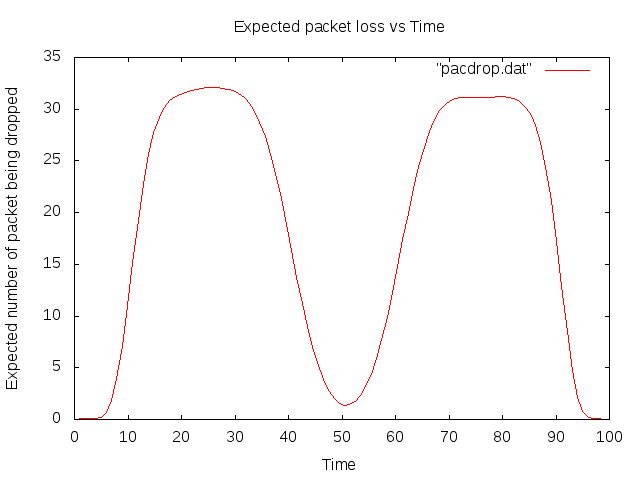 Expected packet loss vs Time
"pacdrop.dat"
Expected number of packet being dropped
35
30
25
20
15
10
5
0
0 10 20 30 40 50 60 70 80 90 100
Time